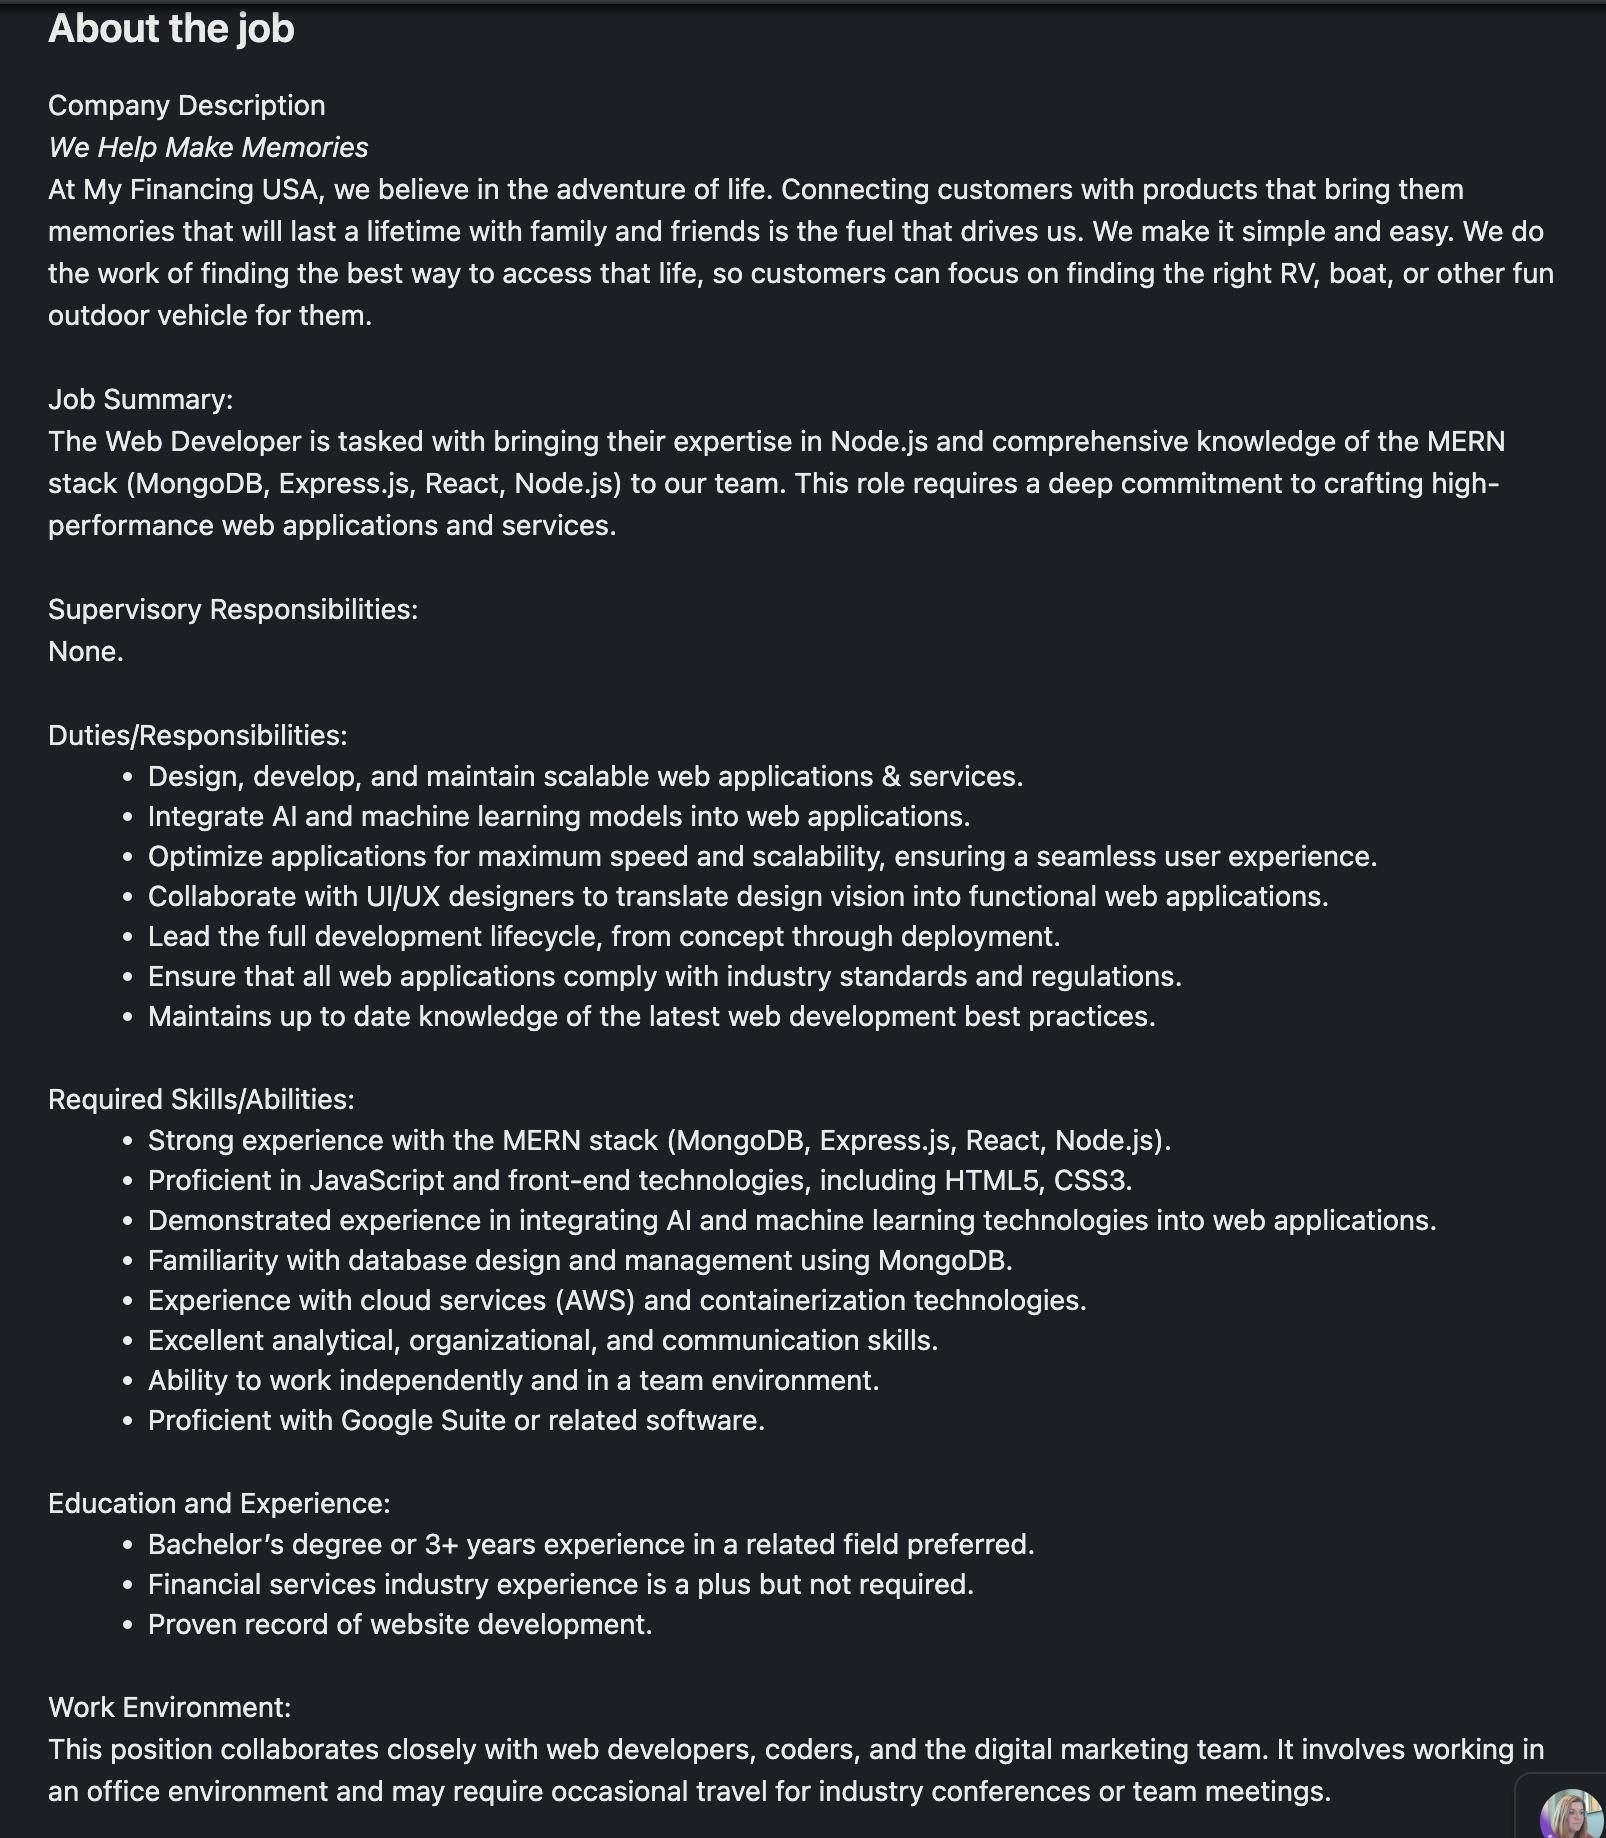 About the job
Company Description
We Help Make Memories
At My Financing USA, we believe in the adventure of life. Connecting customers with products that bring them
memories that will last a lifetime with family and friends is the fuel that drives us. We make it simple and easy. We do
the work of finding the best way to access that life, so customers can focus on finding the right RV, boat, or other fun
outdoor vehicle for them.
Job Summary:
The Web Developer is tasked with bringing their expertise in Node.js and comprehensive knowledge of the MERN
stack (MongoDB, Express.js, React, Node.js) to our team. This role requires a deep commitment to crafting high-
performance web applications and services.
Supervisory Responsibilities:
None.
Duties/Responsibilities:
• Design, develop, and maintain scalable web applications & services.
• Integrate AI and machine learning models into web applications.
• Optimize applications for maximum speed and scalability, ensuring a seamless user experience.
• Collaborate with UI/UX designers to translate design vision into functional web applications.
• Lead the full development lifecycle, from concept through deployment.
• Ensure that all web applications comply with industry standards and regulations.
• Maintains up to date knowledge of the latest web development best practices.
Required Skills/Abilities:
• Strong experience with the MERN stack (MongoDB, Express.js, React, Node.js).
• Proficient in JavaScript and front-end technologies, including HTML5, CSS3.
• Demonstrated experience in integrating AI and machine learning technologies into web applications.
• Familiarity with database design and management using MongoDB.
• Experience with cloud services (AWS) and containerization technologies.
• Excellent analytical, organizational, and communication skills.
• Ability to work independently and in a team environment.
• Proficient with Google Suite or related software.
Education and Experience:
• Bachelor’s degree or 3+ years experience in a related field preferred.
• Financial services industry experience is a plus but not required.
• Proven record of website development.
Work Environment:
This position collaborates closely with web developers, coders, and the digital marketing team. It involves working in
an office environment and may require occasional travel for industry conferences or team meetings.